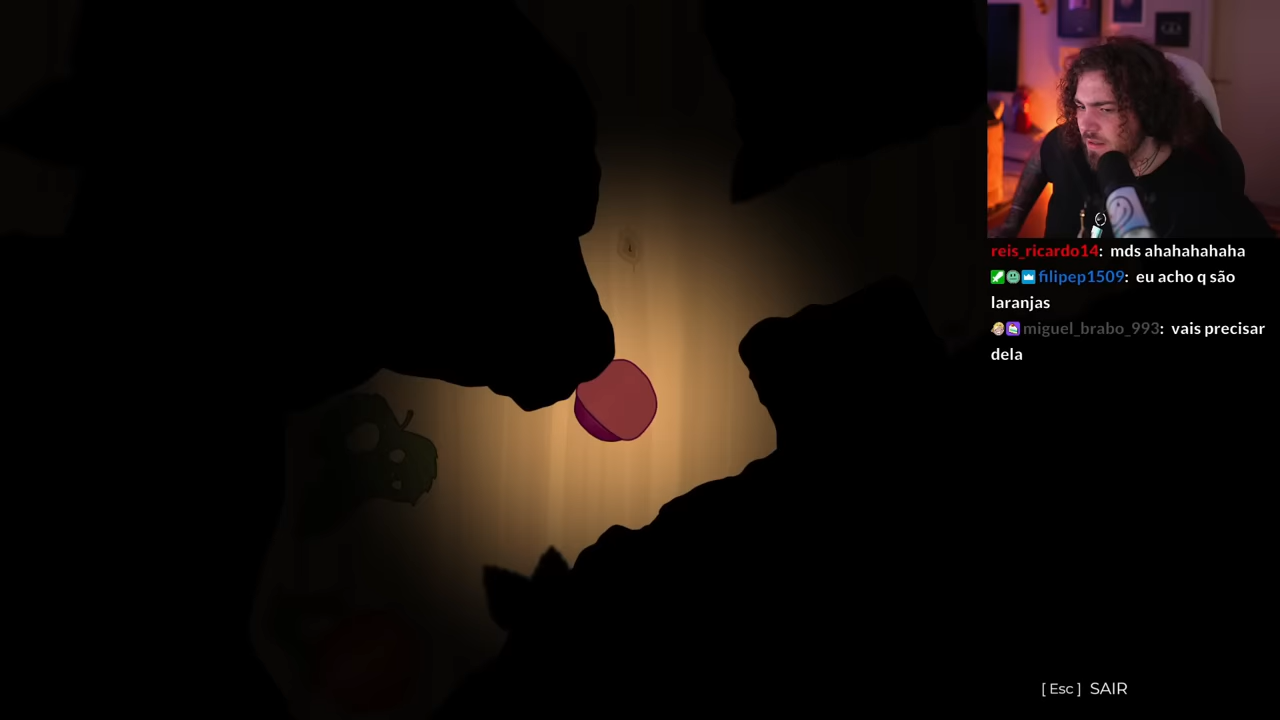 reis_ricardo14: mds ahahahahaha
filipep1509: eu acho q são
laranjas
miguel_brabo_993: vais precisar
dela
[ Esc ] SAIR